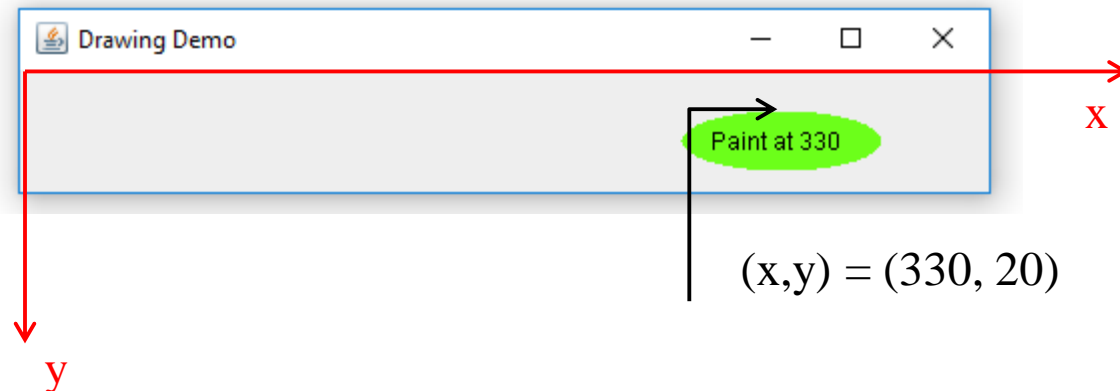 Drawing Demo
x
Paint at 330
(x,y) = (330, 20)
y